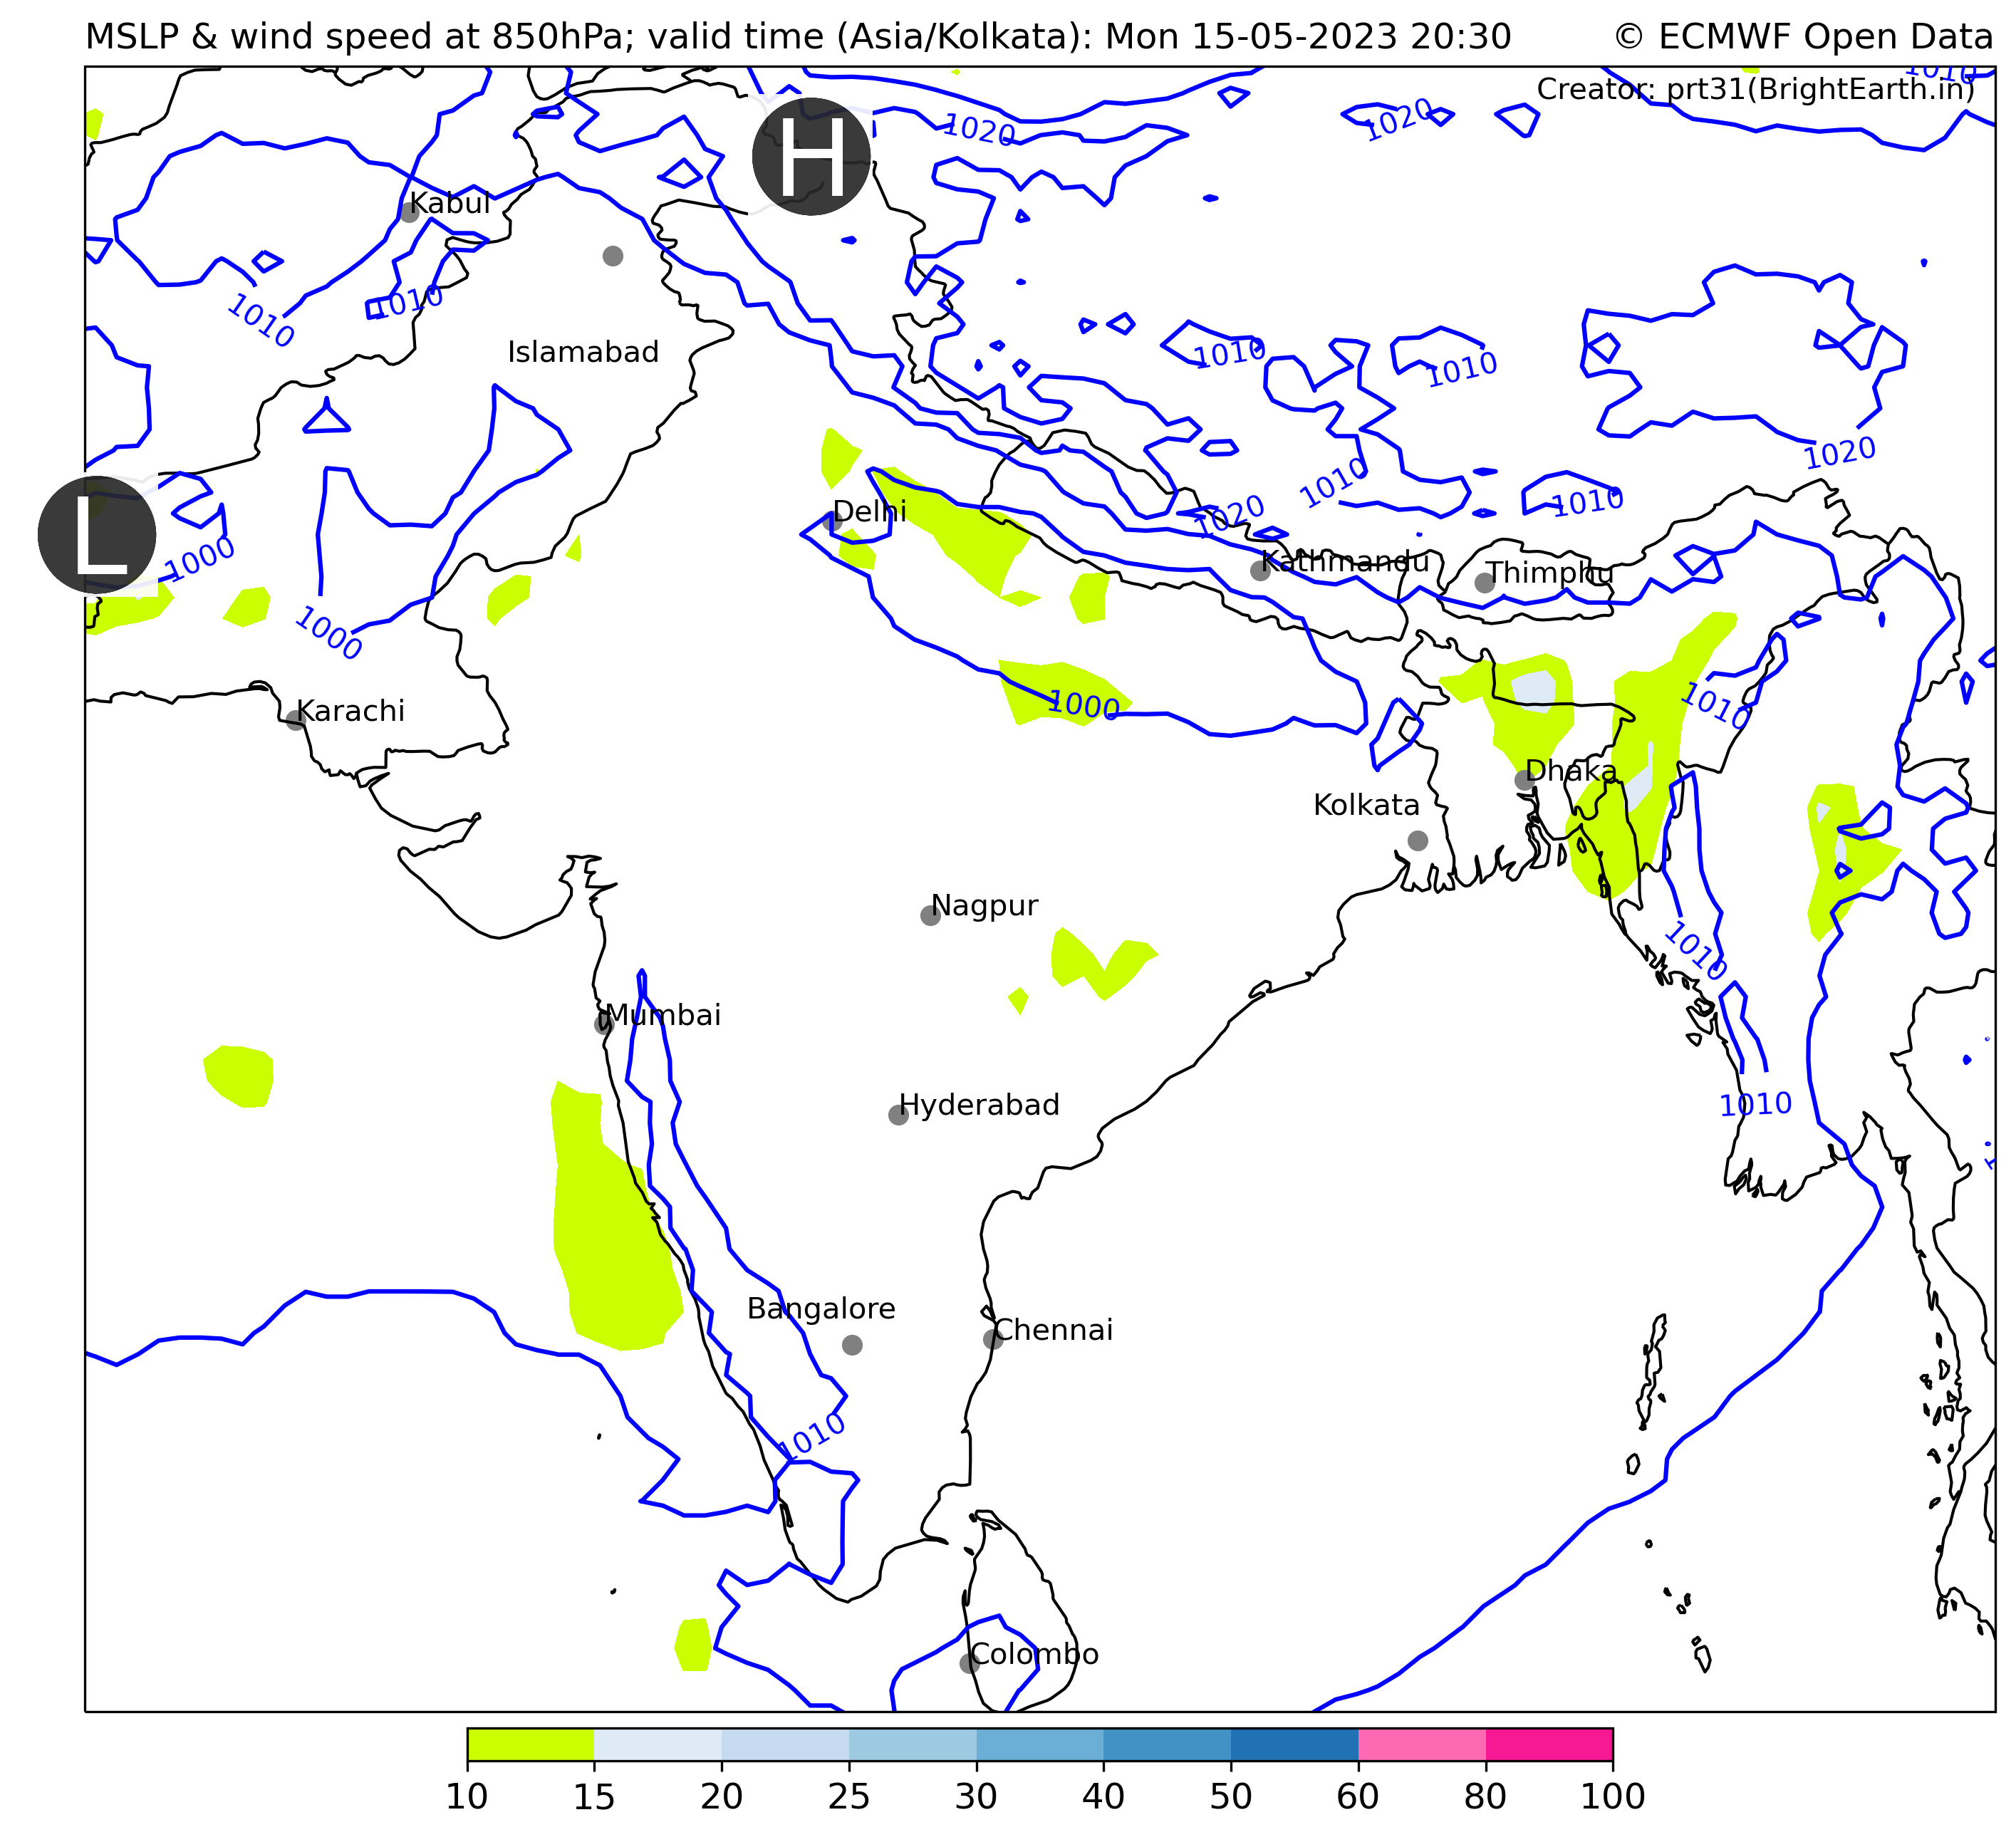 MSLP & wind speed at 850hPa; valid time (Asia/Kolkata): Mon 15-05-2023 20:30
© ECMWF Open Data
1010
Creator: prt31(BrightEarth.in)
H
1020
1020
Kabul
1010
1010
Islamabad
1010
1010
1020
1010
1010
1020
L
1000
Delhi
Kathmandu
Thimphu
1000
1010
1000
Karachi
Dhaka
Kolkata
Nagpur
1010
Mumbai
Hyderabad
1010
Bangalore
Chennai
1010
Colombo
10 15 20 25 30 40 50 60 80 100